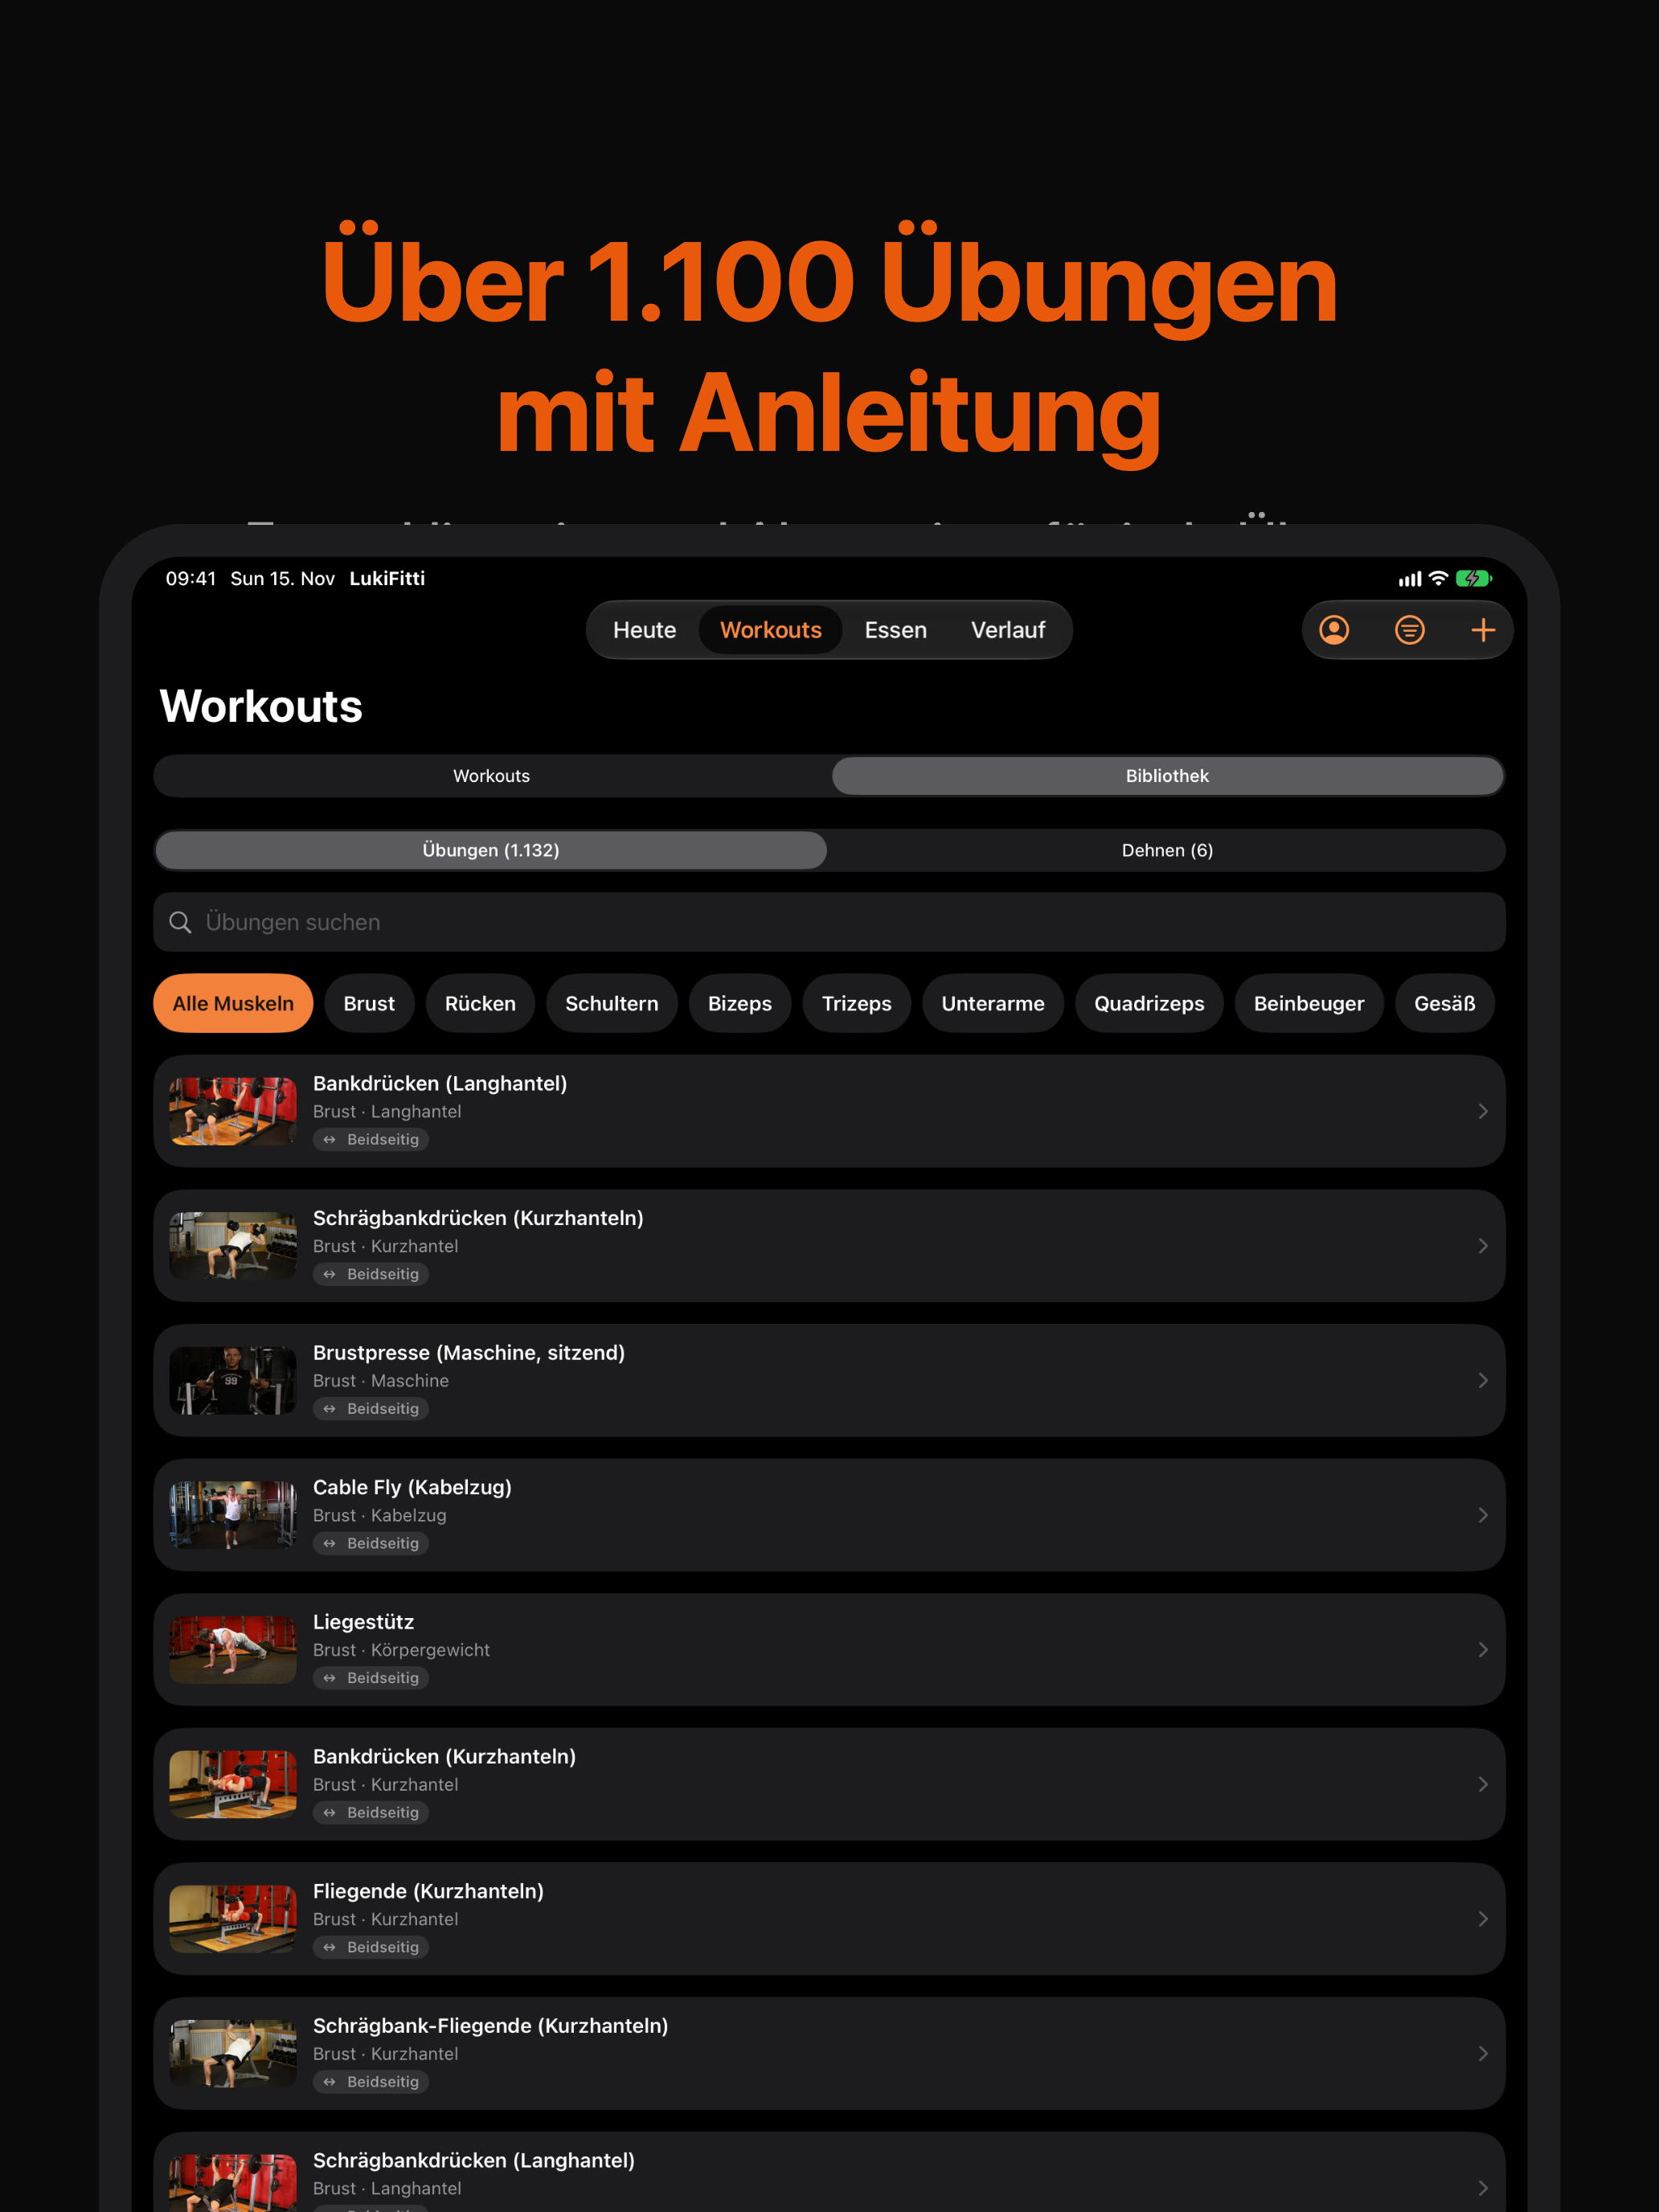 Über 1.100 Übungen
mit Anleitung
09:41 Sun 15. Nov LukiFitti
Heute Workouts Essen Verlauf
Workouts
Workouts Bibliothek
Übungen (1.132) Dehnen (6)
Übungen suchen
Alle Muskeln Brust Rücken Schultern Bizeps Trizeps Unterarme Quadrizeps Beinbeuger Gesäß
Bankdrücken (Langhantel)
Brust · Langhantel
↔ Beidseitig
Schrägbankdrücken (Kurzhanteln)
Brust · Kurzhantel
↔ Beidseitig
Brustpresse (Maschine, sitzend)
Brust · Maschine
↔ Beidseitig
99
Cable Fly (Kabelzug)
Brust · Kabelzug
↔ Beidseitig
Liegestütz
Brust · Körpergewicht
↔ Beidseitig
Bankdrücken (Kurzhanteln)
Brust · Kurzhantel
↔ Beidseitig
Fliegende (Kurzhanteln)
Brust · Kurzhantel
↔ Beidseitig
Schrägbank-Fliegende (Kurzhanteln)
Brust · Kurzhantel
↔ Beidseitig
Schrägbankdrücken (Langhantel)
Brust · Langhantel